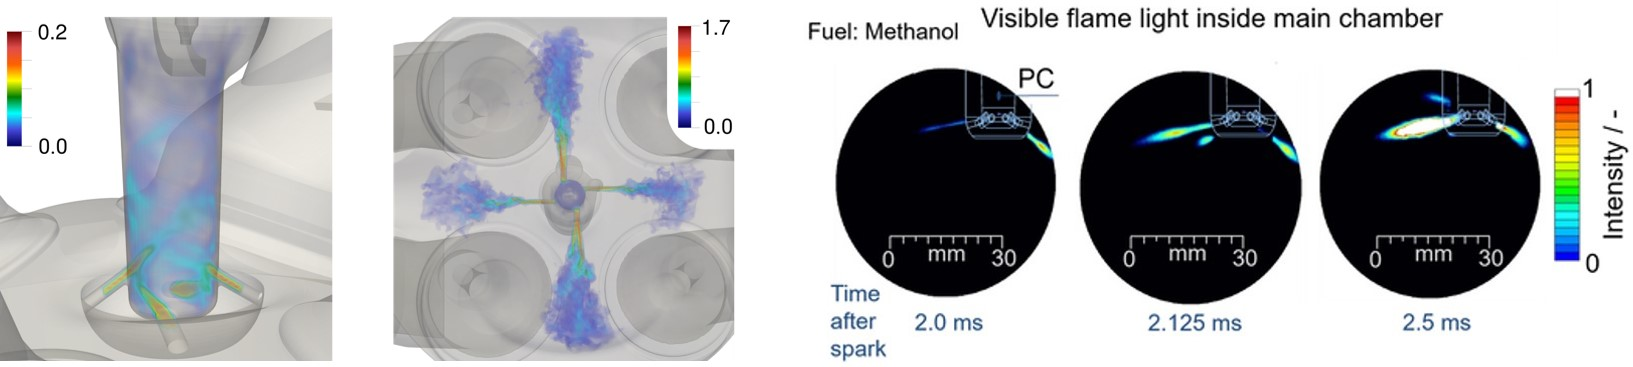 0.2
0.0
1.7
0.0
Visible flame light inside main chamber
Fuel: Methanol
PC
0 mm 30
0 mm 30
0 mm 30
1
0
Intensity / -
Time
after
spark
2.0 ms
2.125 ms
2.5 ms